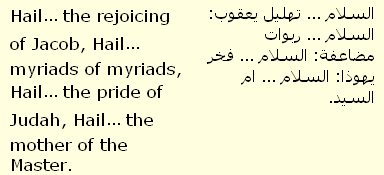 Hail... the rejoicing
of Jacob, Hail...
myriads of myriads,
Hail... the pride of
Judah, Hail... the
mother of the
Master.
السلام ... تهليل يعقوب:
السلام ... ربوات
مضاعفة: السلام ... فخر
يهوذا: السلام ... ام
السيد.